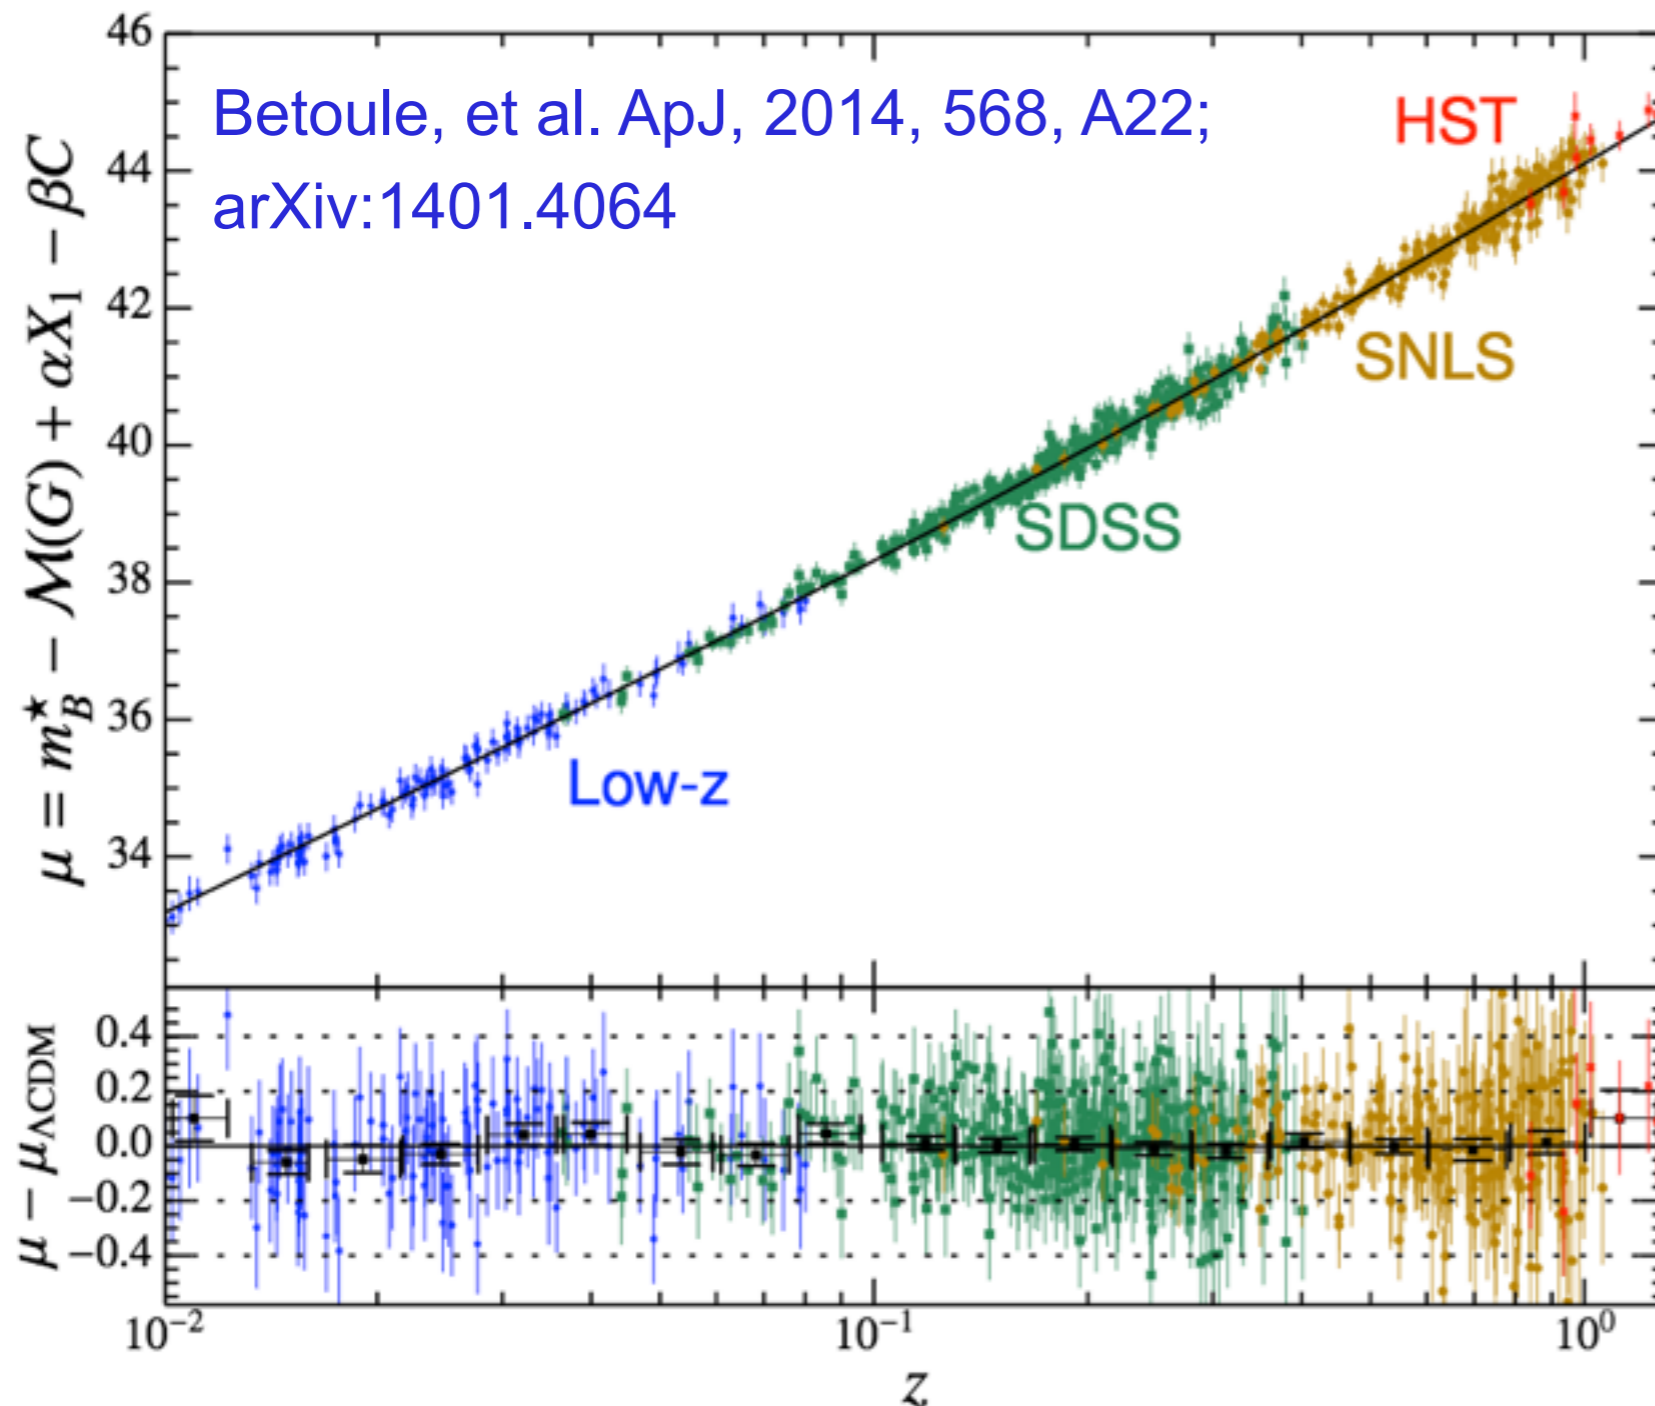 46
Betoule, et al. ApJ, 2014, 568, A22;
arXiv:1401.4064
HST
44
42
SNLS
40
SDSS
38
36
Low-z
34
μ = m★B − M(G) + αX1 − βC
0.4
0.2
0.0
−0.2
−0.4
μ − μΛCDM
10−2
10−1
100
z